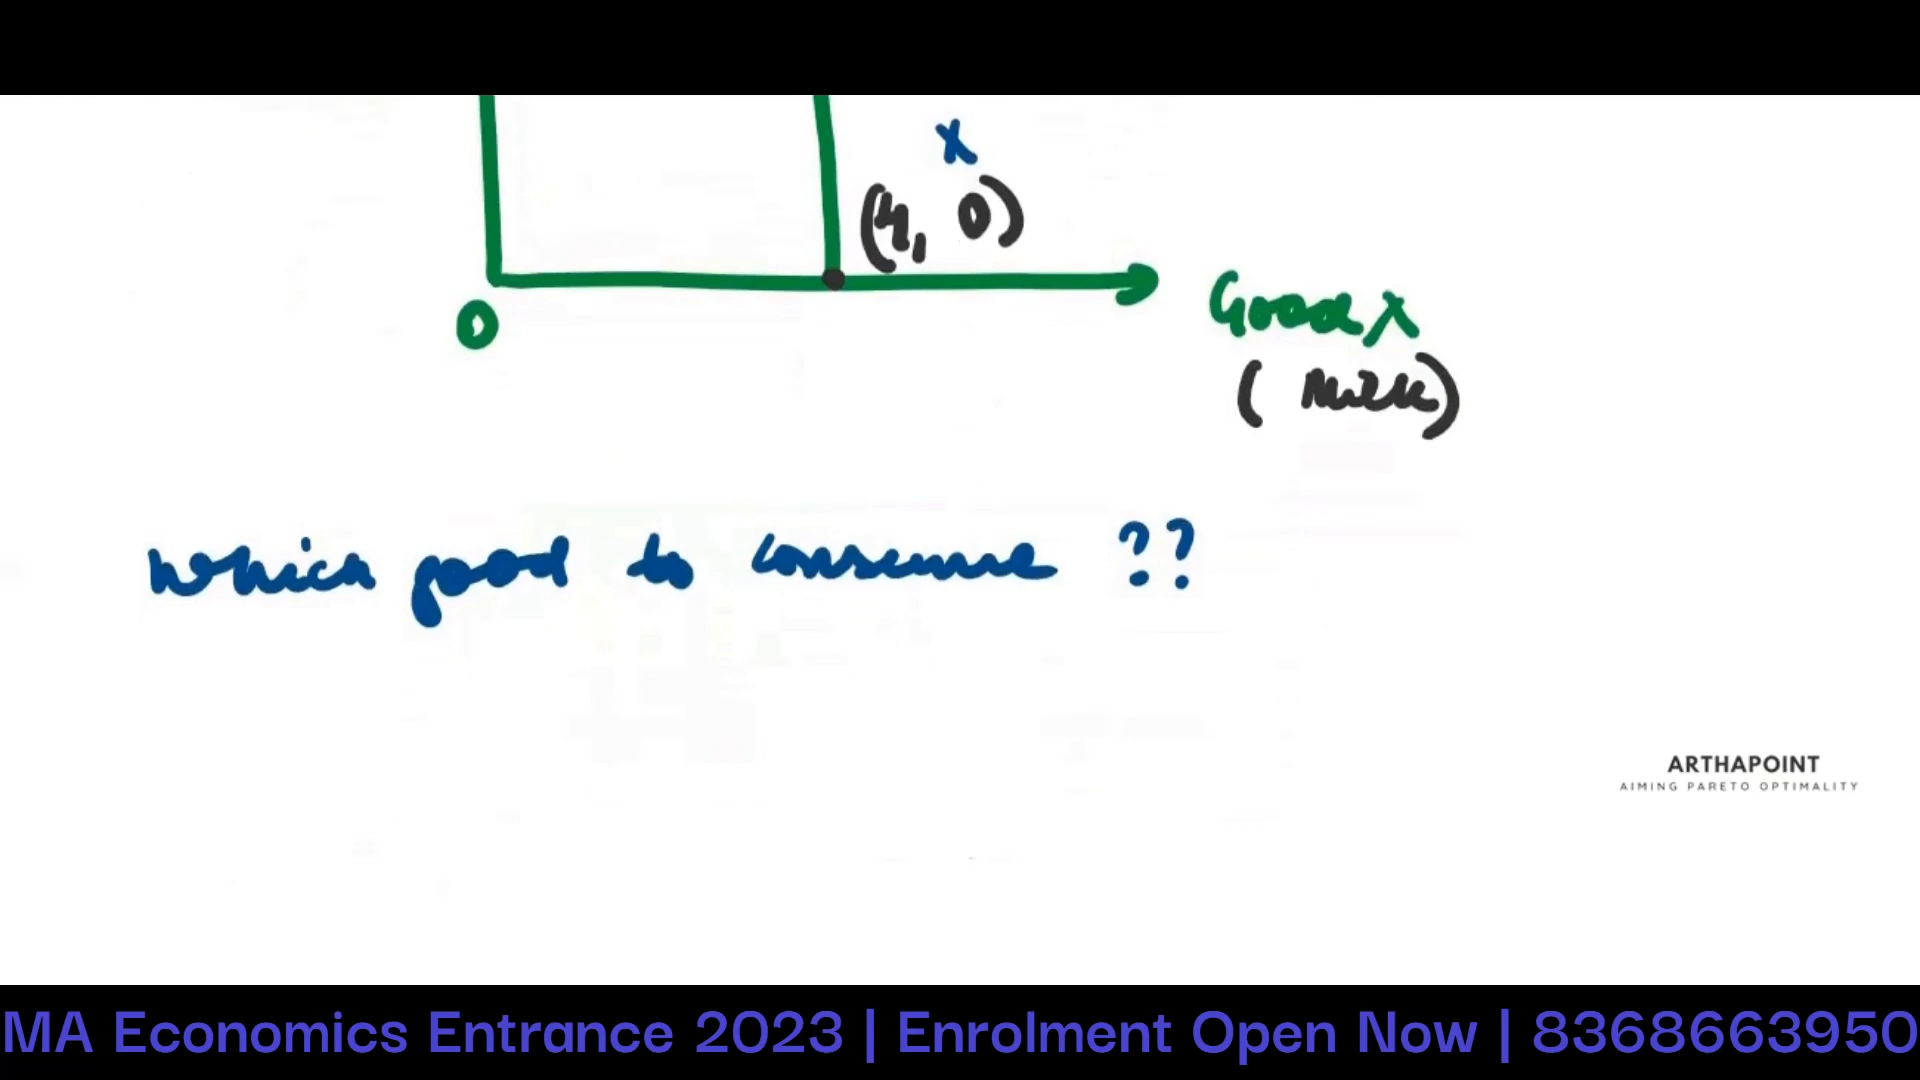 x
(4, 0)
0
Good x
(Milk)
Which good to consume ??
ARTHAPOINT
AIMING PARETO OPTIMALITY
MA Economics Entrance 2023 | Enrolment Open Now | 8368663950